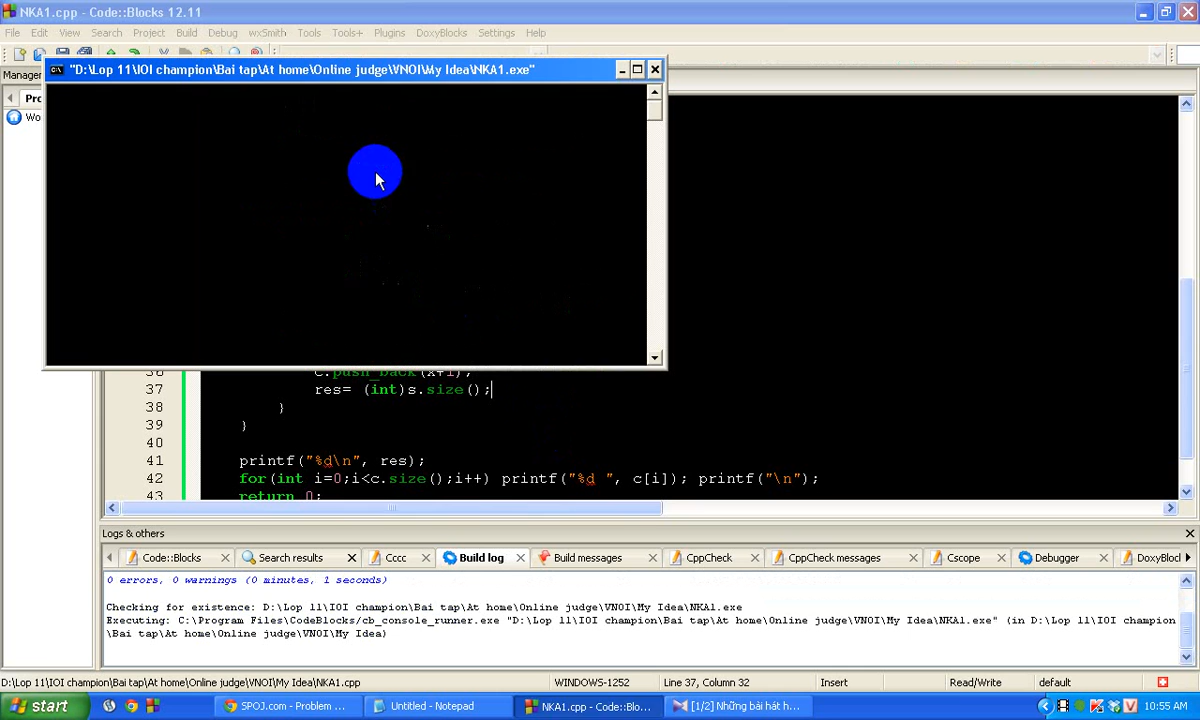 NKA1.cpp - Code::Blocks 12.11
File Edit View Search Project Build Debug wxSmith Tools Tools+ Plugins DoxyBlocks Settings Help
"D:\Lop 11\IOI champion\Bai tap\At home\Online judge\VNOI\My Idea\NKA1.exe"
Manager
Pro
Wo
36 c.push_back(x+1);
37 res= (int)s.size();
38 }
39 }
40
41 printf("%d\n", res);
42 for(int i=0;i<c.size();i++) printf("%d ", c[i]); printf("\n");
43 return 0;
Logs & others
Code::Blocks Search results Cccc Build log Build messages CppCheck CppCheck messages Cscope Debugger DoxyBlock
0 errors, 0 warnings (0 minutes, 1 seconds)
Checking for existence: D:\Lop 11\IOI champion\Bai tap\At home\Online judge\VNOI\My Idea\NKA1.exe
Executing: C:\Program Files\CodeBlocks/cb_console_runner.exe "D:\Lop 11\IOI champion\Bai tap\At home\Online judge\VNOI\My Idea\NKA1.exe" (in D:\Lop 11\IOI champion
\Bai tap\At home\Online judge\VNOI\My Idea)
D:\Lop 11\IOI champion\Bai tap\At home\Online judge\VNOI\My Idea\NKA1.cpp WINDOWS-1252 Line 37, Column 32 Insert Read/Write default
start SPOJ.com - Problem ... Untitled - Notepad NKA1.cpp - Code::Bloc... [1/2] Những bài hát h... 10:55 AM